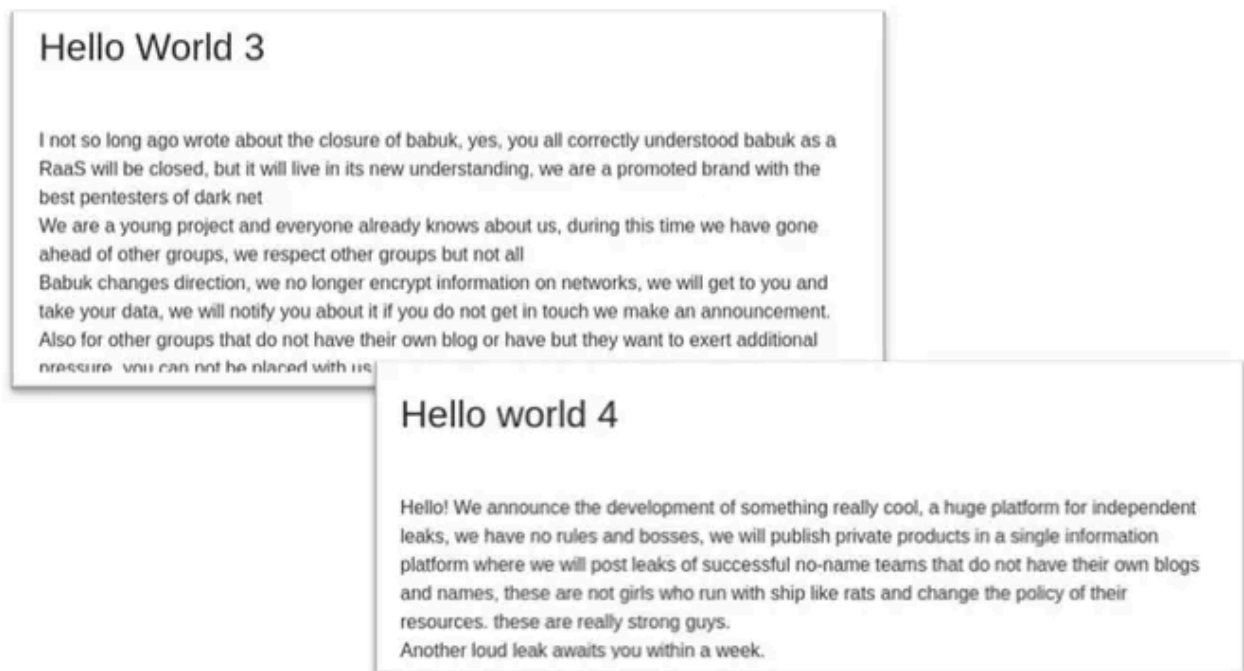 Hello World 3
I not so long ago wrote about the closure of babuk, yes, you all correctly understood babuk as a
RaaS will be closed, but it will live in its new understanding, we are a promoted brand with the
best pentesters of dark net
We are a young project and everyone already knows about us, during this time we have gone
ahead of other groups, we respect other groups but not all
Babuk changes direction, we no longer encrypt information on networks, we will get to you and
take your data, we will notify you about it if you do not get in touch we make an announcement.
Also for other groups that do not have their own blog or have but they want to exert additional
pressure, you can not be placed with us
Hello world 4
Hello! We announce the development of something really cool, a huge platform for independent
leaks, we have no rules and bosses, we will publish private products in a single information
platform where we will post leaks of successful no-name teams that do not have their own blogs
and names, these are not girls who run with ship like rats and change the policy of their
resources. these are really strong guys.
Another loud leak awaits you within a week.